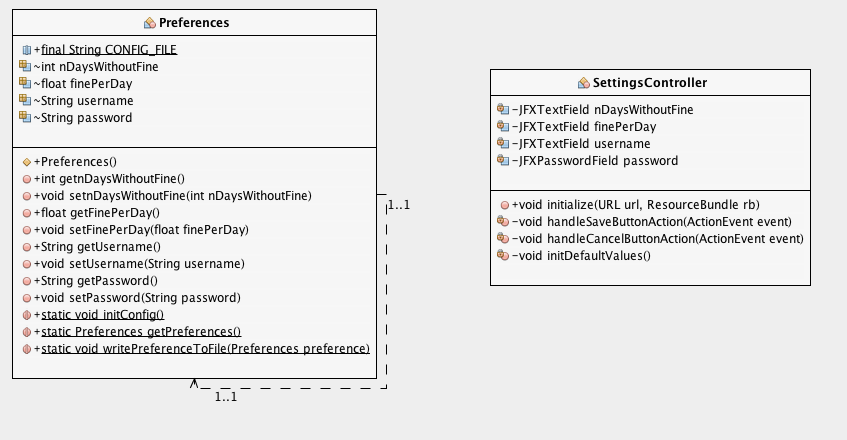 Preferences
+final String CONFIG_FILE
~int nDaysWithoutFine
~float finePerDay
~String username
~String password
+Preferences()
+int getnDaysWithoutFine()
+void setnDaysWithoutFine(int nDaysWithoutFine)
+float getFinePerDay()
+void setFinePerDay(float finePerDay)
+String getUsername()
+void setUsername(String username)
+String getPassword()
+void setPassword(String password)
+static void initConfig()
+static Preferences getPreferences()
+static void writePreferenceToFile(Preferences preference)
1..1
1..1
SettingsController
-JFXTextField nDaysWithoutFine
-JFXTextField finePerDay
-JFXTextField username
-JFXPasswordField password
+void initialize(URL url, ResourceBundle rb)
-void handleSaveButtonAction(ActionEvent event)
-void handleCancelButtonAction(ActionEvent event)
-void initDefaultValues()